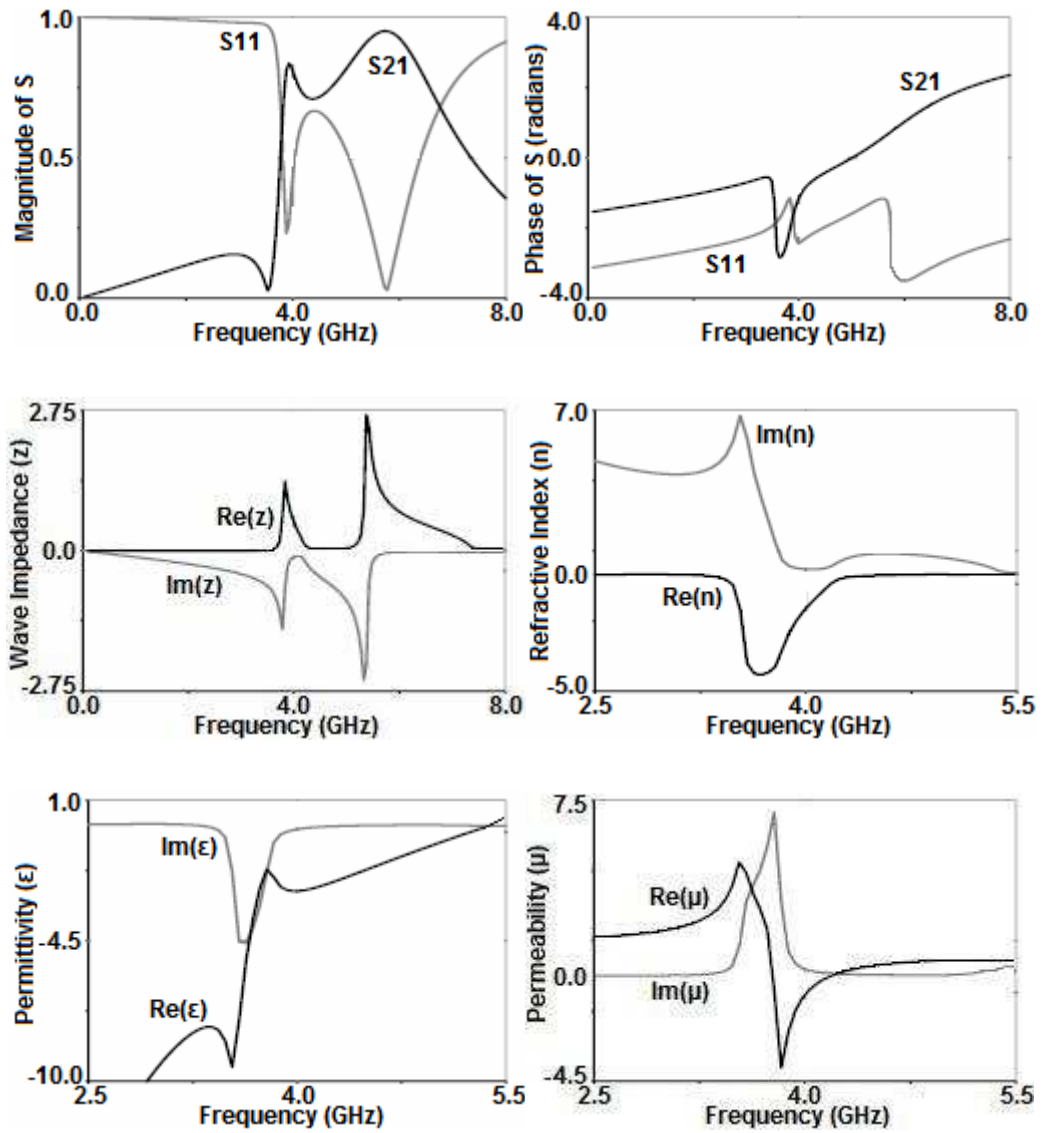 Magnitude of S
1.0
0.5
0.0
S11
S21
0.0
4.0
8.0
Frequency (GHz)
Phase of S (radians)
4.0
0.0
-4.0
S21
S11
0.0
4.0
8.0
Frequency (GHz)
Wave Impedance (z)
2.75
0.0
-2.75
Re(z)
Im(z)
0.0
4.0
8.0
Frequency (GHz)
Refractive Index (n)
7.0
0.0
-5.0
Im(n)
Re(n)
2.5
4.0
5.5
Frequency (GHz)
Permittivity (ε)
1.0
-4.5
-10.0
Im(ε)
Re(ε)
2.5
4.0
5.5
Frequency (GHz)
Permeability (μ)
7.5
0.0
-4.5
Re(μ)
Im(μ)
2.5
4.0
5.5
Frequency (GHz)